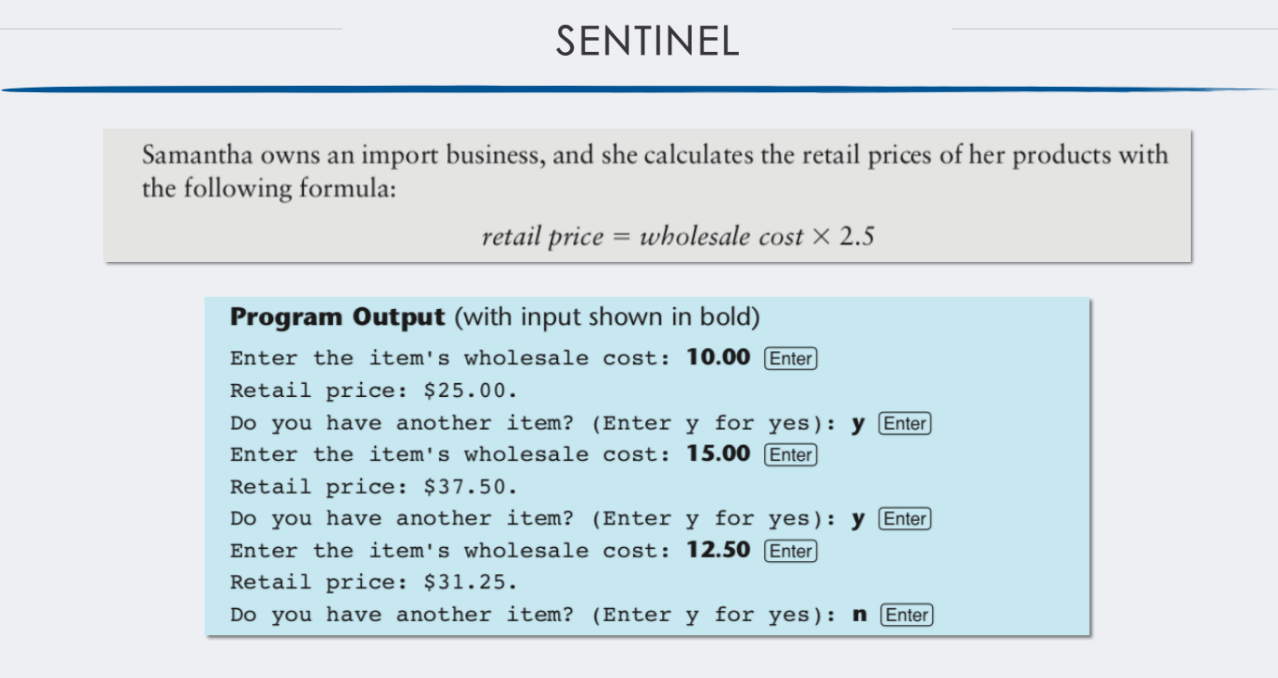 SENTINEL
Samantha owns an import business, and she calculates the retail prices of her products with
the following formula:
retail price = wholesale cost × 2.5
Program Output (with input shown in bold)
Enter the item's wholesale cost: 10.00 Enter
Retail price: $25.00.
Do you have another item? (Enter y for yes): y Enter
Enter the item's wholesale cost: 15.00 Enter
Retail price: $37.50.
Do you have another item? (Enter y for yes): y Enter
Enter the item's wholesale cost: 12.50 Enter
Retail price: $31.25.
Do you have another item? (Enter y for yes): n Enter